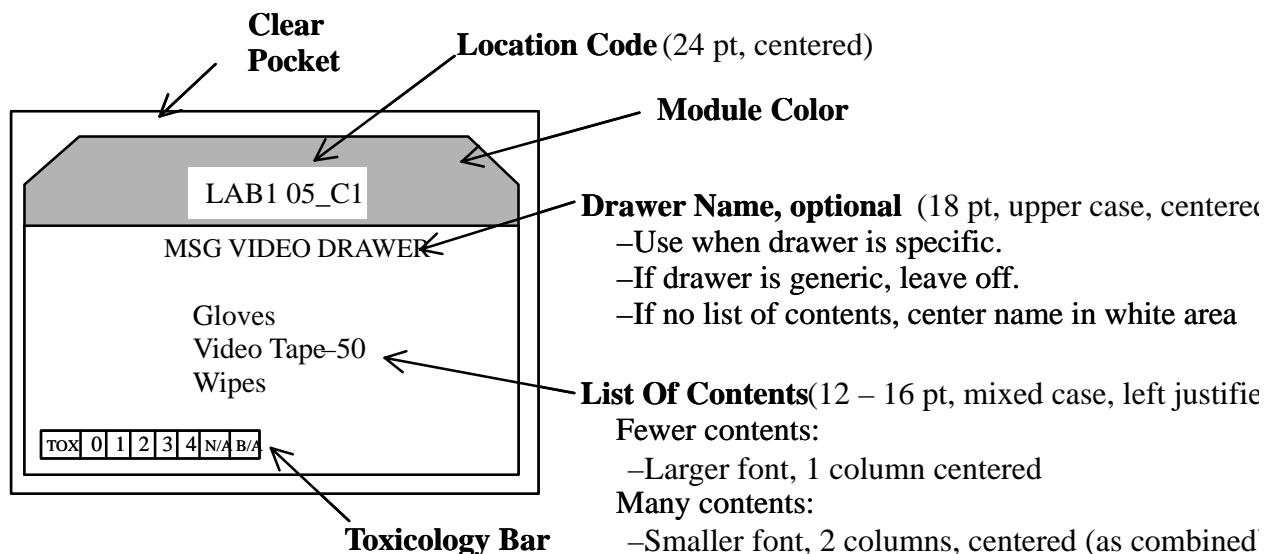 Clear
Pocket
Location Code (24 pt, centered)
Module Color
LAB1 05_C1
Drawer Name, optional (18 pt, upper case, centered
–Use when drawer is specific.
–If drawer is generic, leave off.
–If no list of contents, center name in white area
MSG VIDEO DRAWER
Gloves
Video Tape–50
Wipes
List Of Contents(12 – 16 pt, mixed case, left justifie
Fewer contents:
–Larger font, 1 column centered
Many contents:
–Smaller font, 2 columns, centered (as combined)
TOX 0 1 2 3 4 N/A B/A
Toxicology Bar